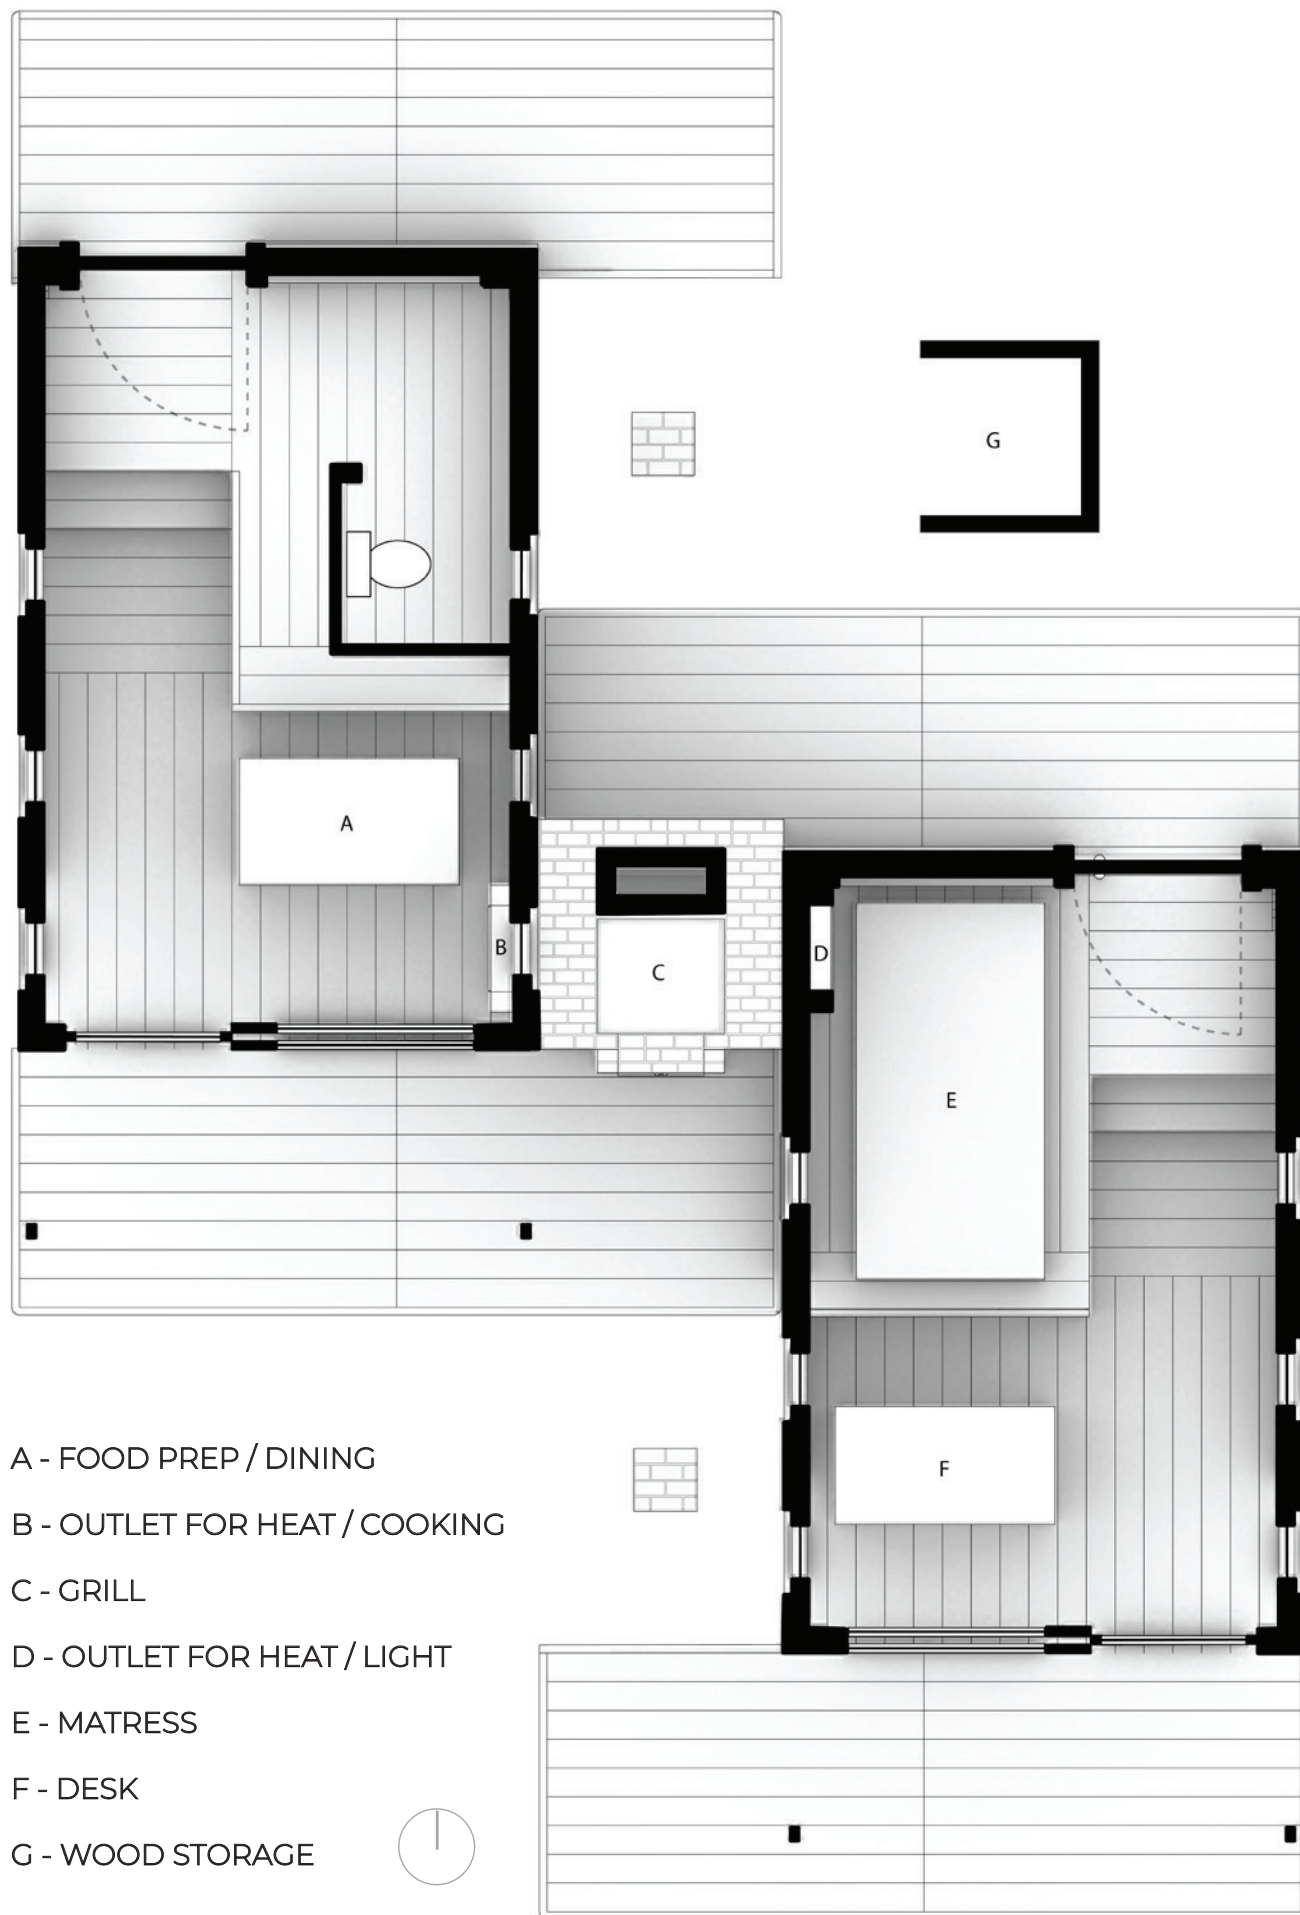 G
A
B
C
D
E
F
A - FOOD PREP / DINING
B - OUTLET FOR HEAT / COOKING
C - GRILL
D - OUTLET FOR HEAT / LIGHT
E - MATRESS
F - DESK
G - WOOD STORAGE